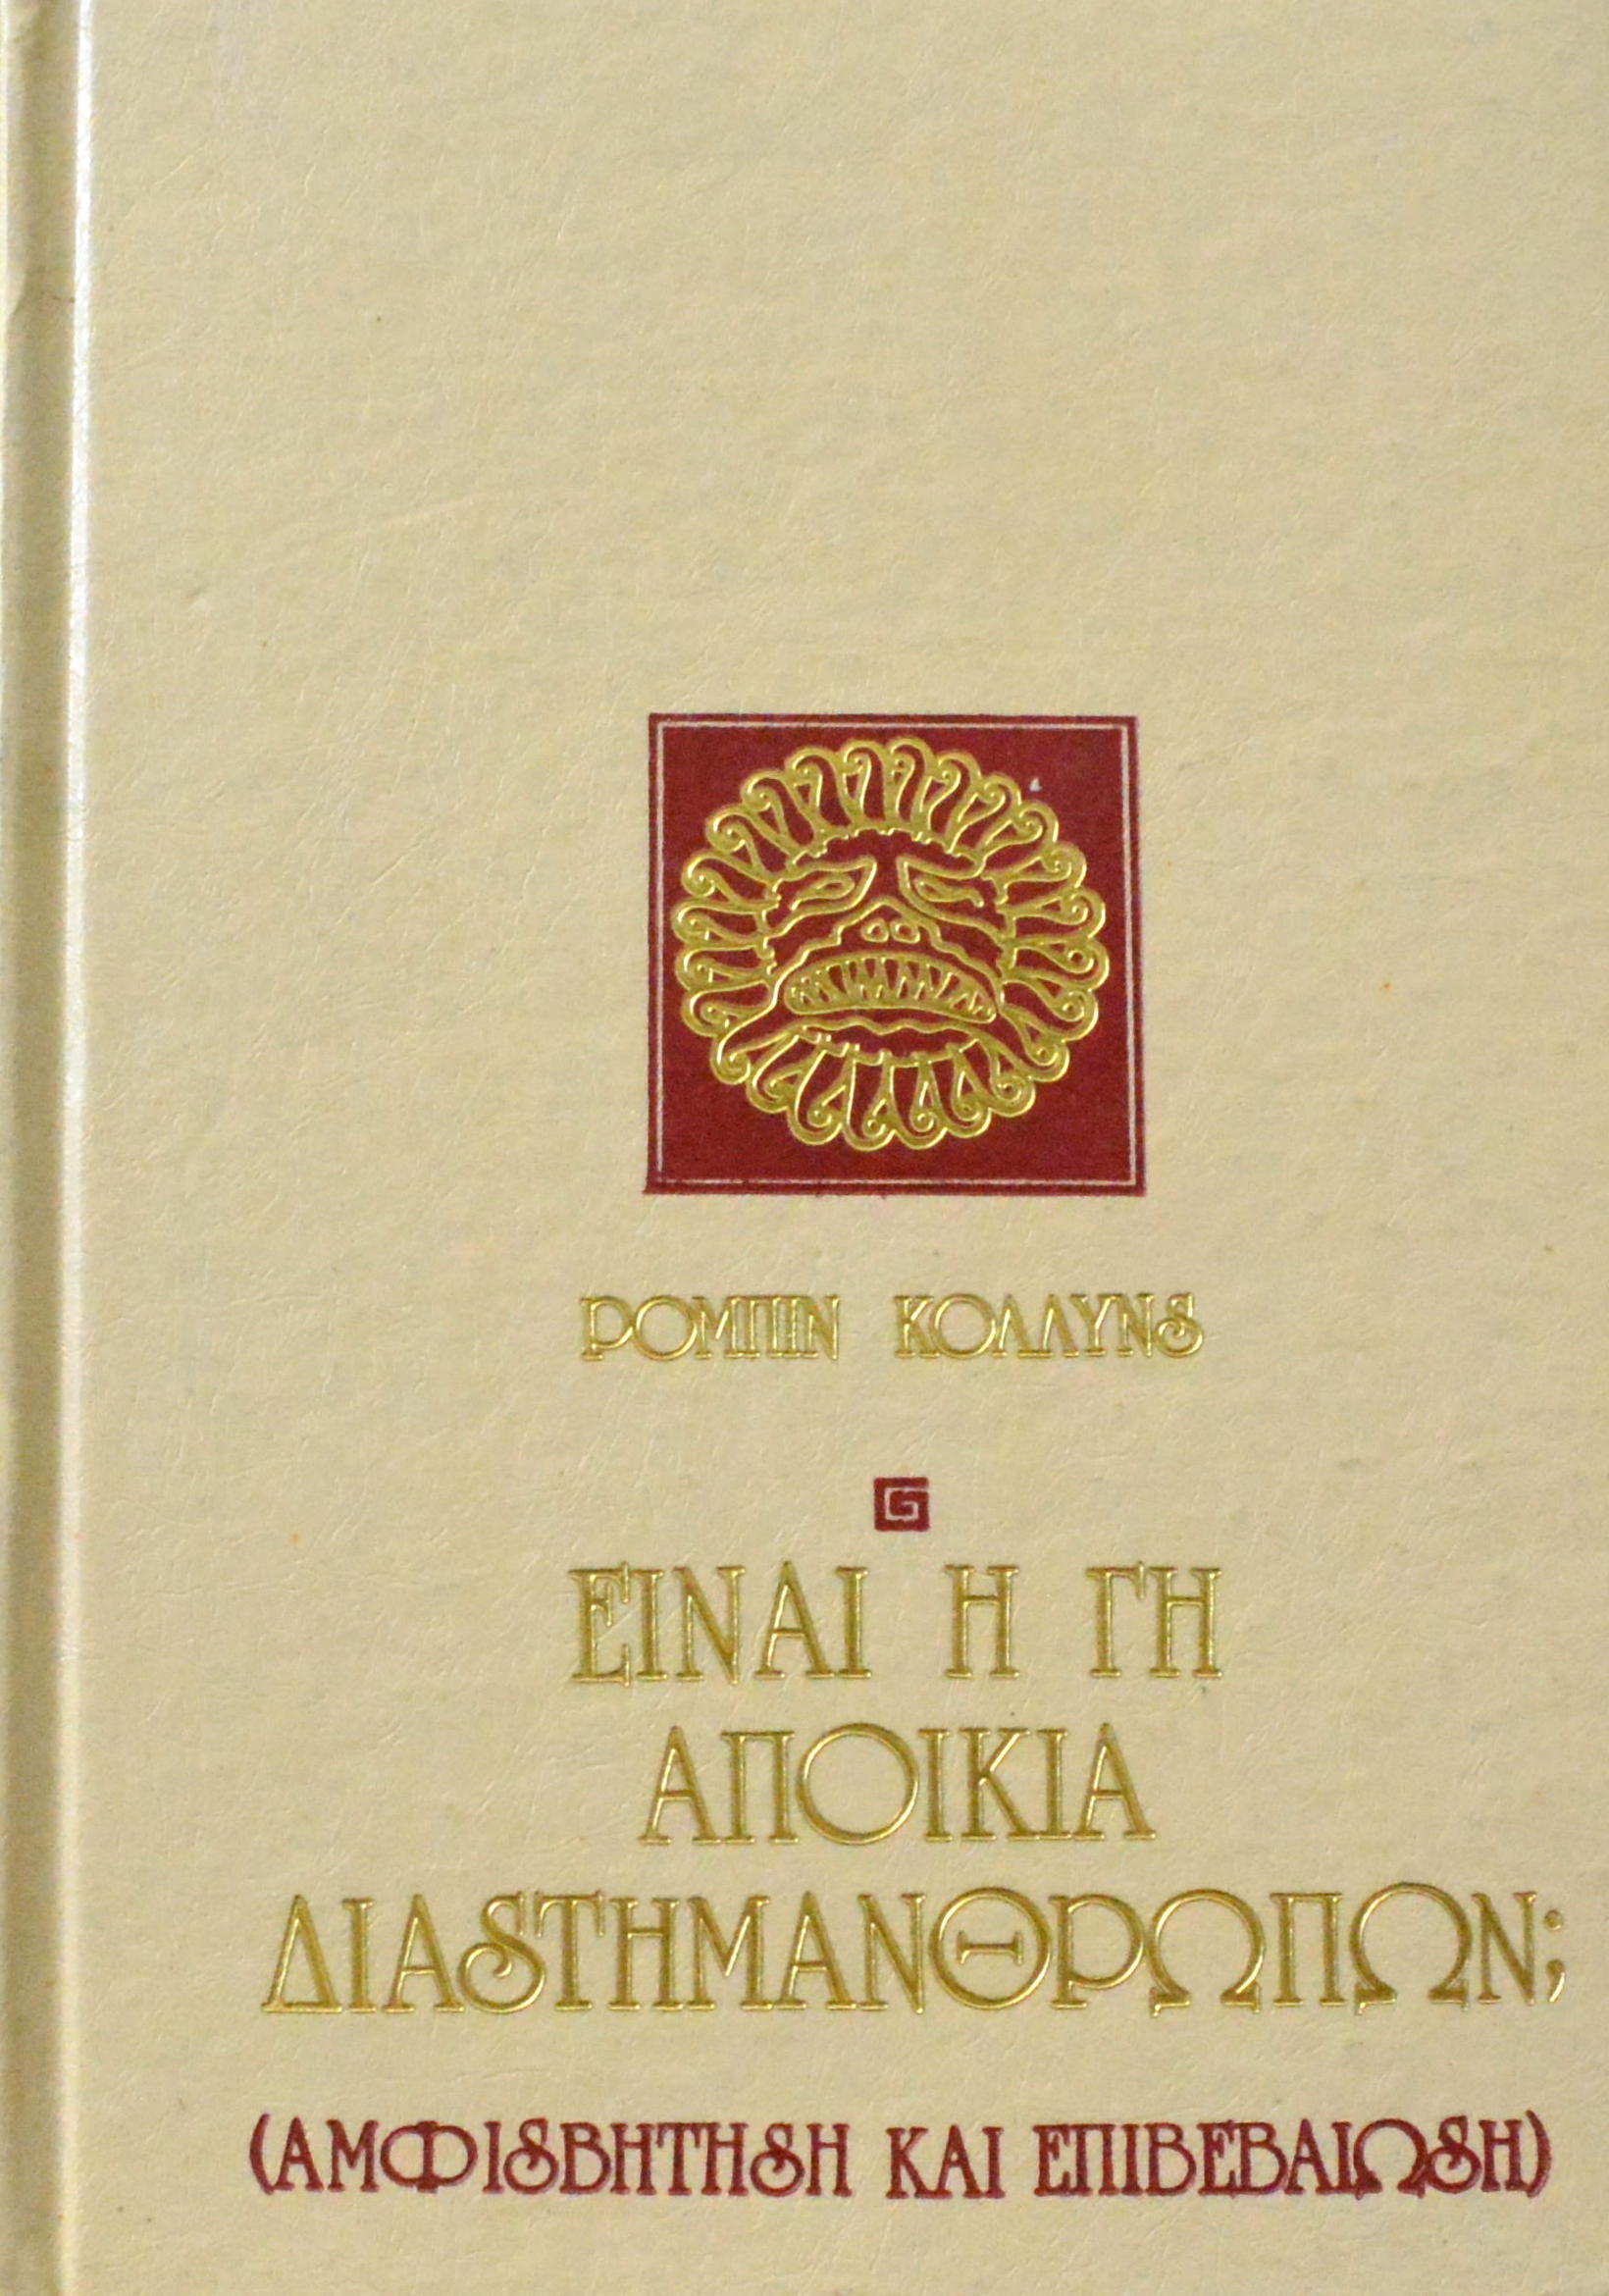 ΡΟΜΠΙΝ ΚΟΛΛΥΝΣ
ΕΙΝΑΙ Η ΓΗ
ΑΠΟΙΚΙΑ
ΔΙΑΣΤΗΜΑΝΘΡΩΠΩΝ;
(ΑΜΦΙΣΒΗΤΗΣΗ ΚΑΙ ΕΠΙΒΕΒΑΙΩΣΗ)